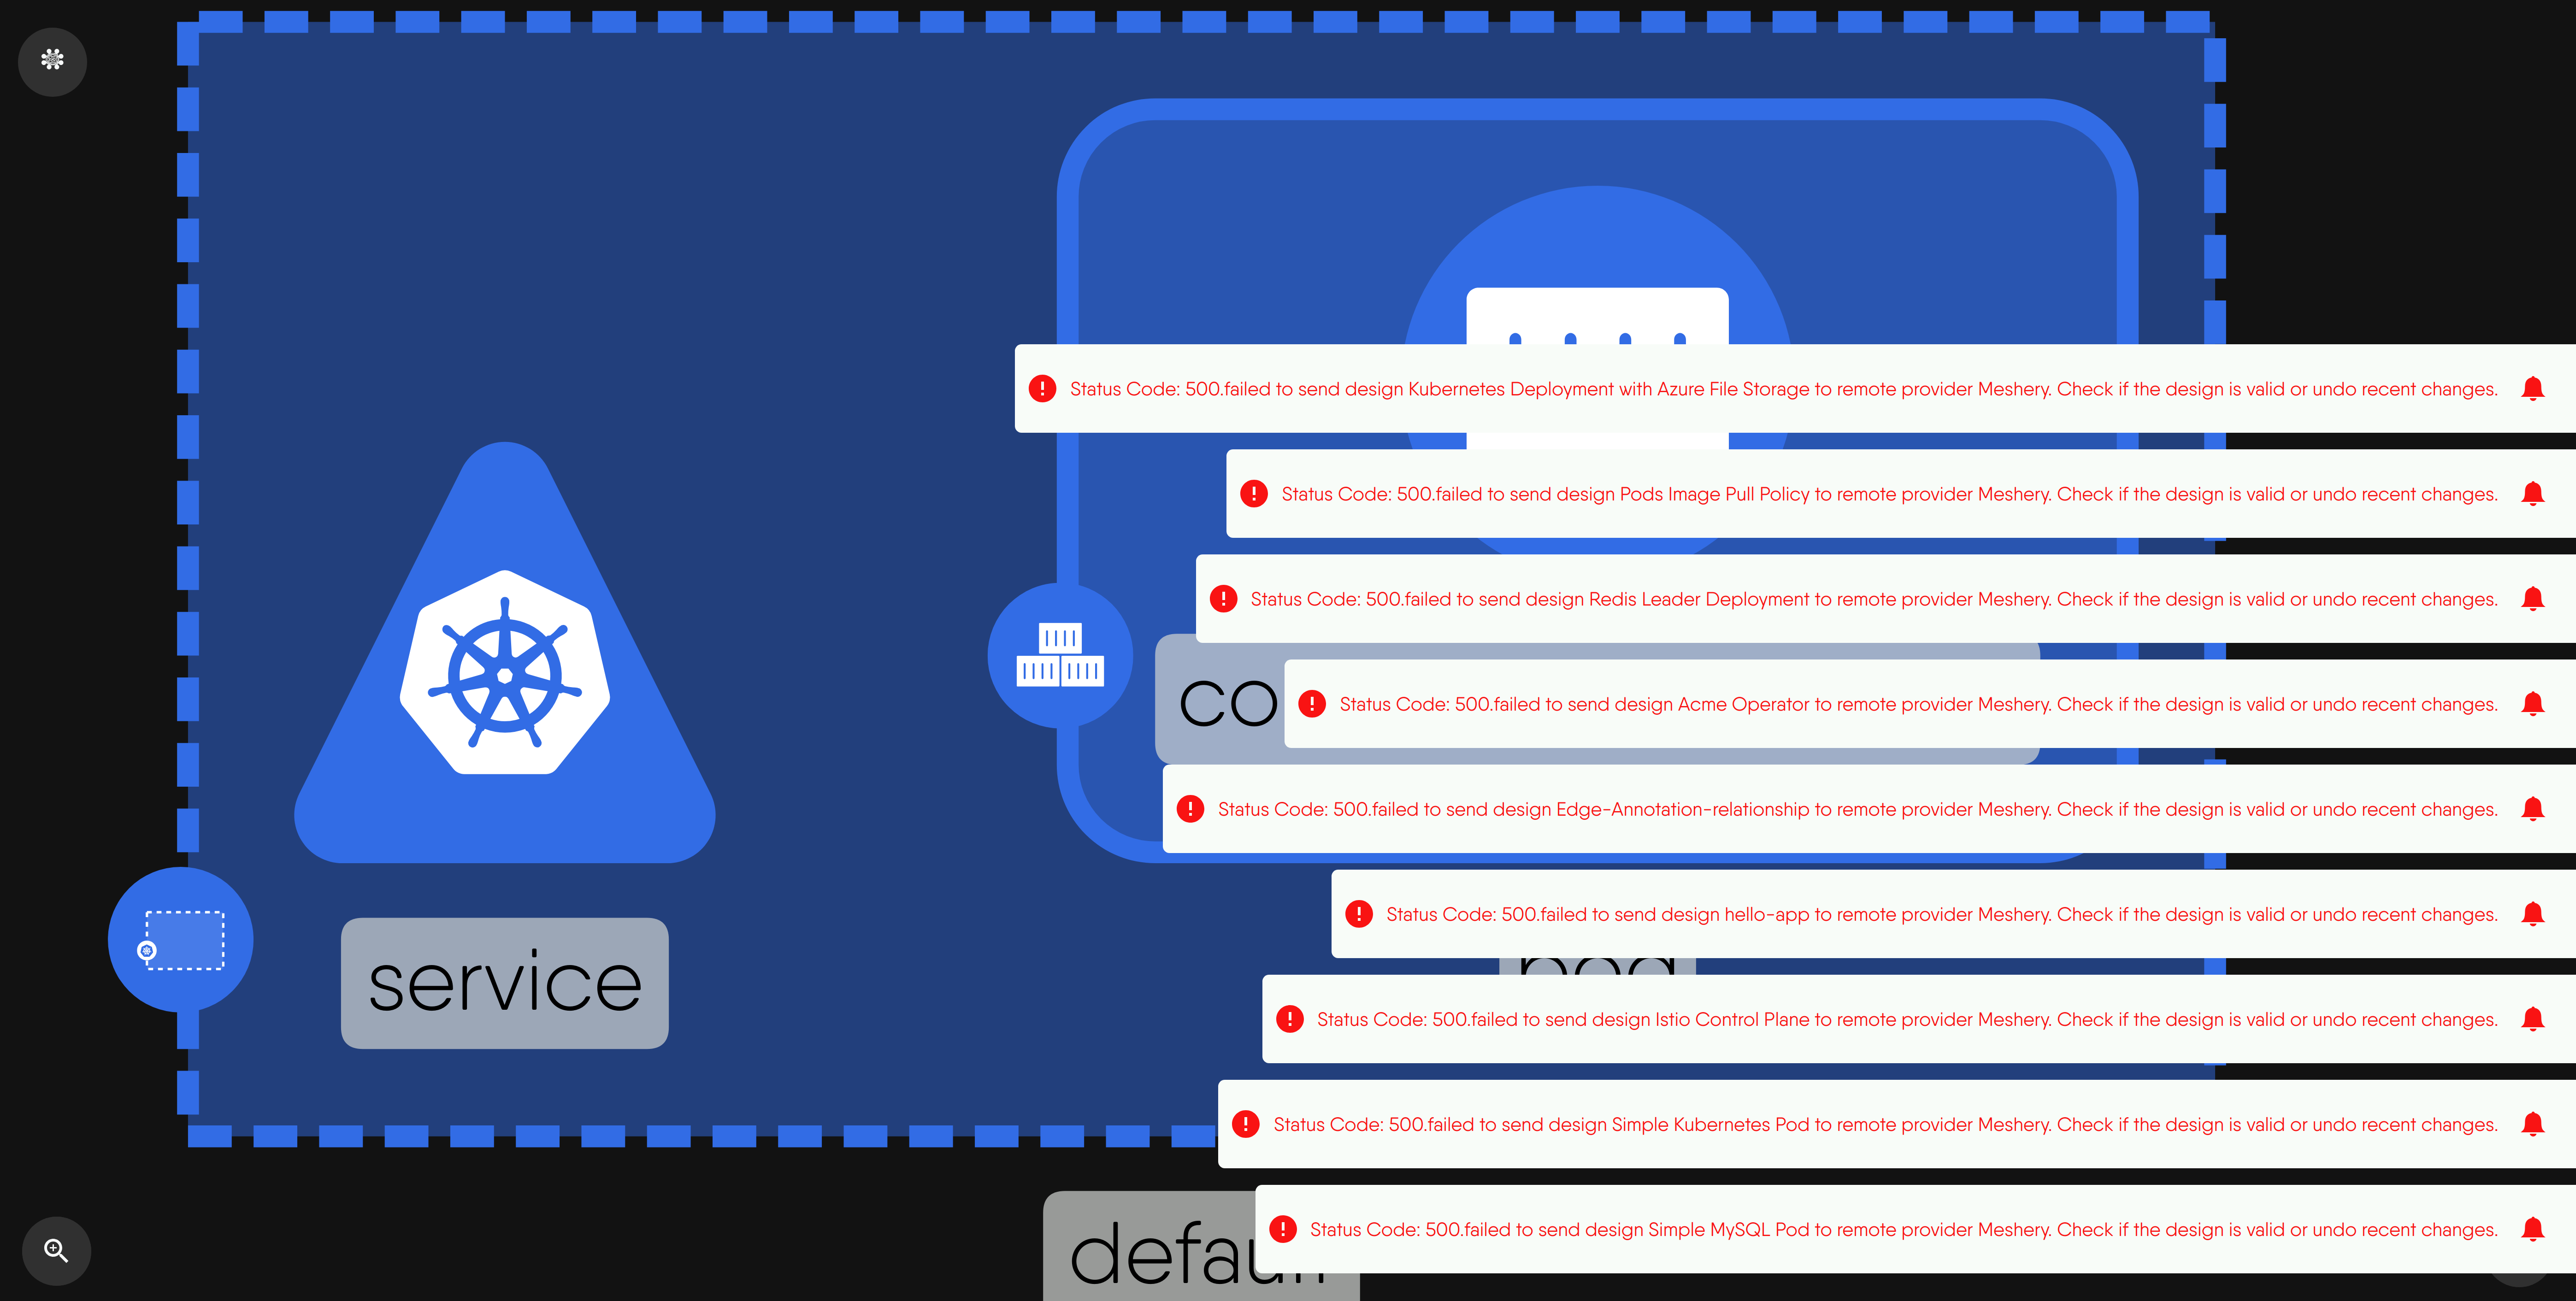 Status Code: 500.failed to send design Kubernetes Deployment with Azure File Storage to remote provider Meshery. Check if the design is valid or undo recent changes.
Status Code: 500.failed to send design Pods Image Pull Policy to remote provider Meshery. Check if the design is valid or undo recent changes.
Status Code: 500.failed to send design Redis Leader Deployment to remote provider Meshery. Check if the design is valid or undo recent changes.
co
Status Code: 500.failed to send design Acme Operator to remote provider Meshery. Check if the design is valid or undo recent changes.
Status Code: 500.failed to send design Edge-Annotation-relationship to remote provider Meshery. Check if the design is valid or undo recent changes.
Status Code: 500.failed to send design hello-app to remote provider Meshery. Check if the design is valid or undo recent changes.
service
pod
Status Code: 500.failed to send design Istio Control Plane to remote provider Meshery. Check if the design is valid or undo recent changes.
Status Code: 500.failed to send design Simple Kubernetes Pod to remote provider Meshery. Check if the design is valid or undo recent changes.
Status Code: 500.failed to send design Simple MySQL Pod to remote provider Meshery. Check if the design is valid or undo recent changes.
default